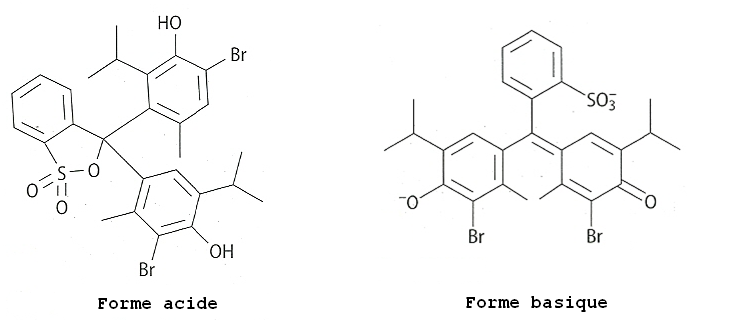 HO
Br
SO3-
S
O
O
O
-O
O
Br
Br
OH
Br
Forme acide
Forme basique